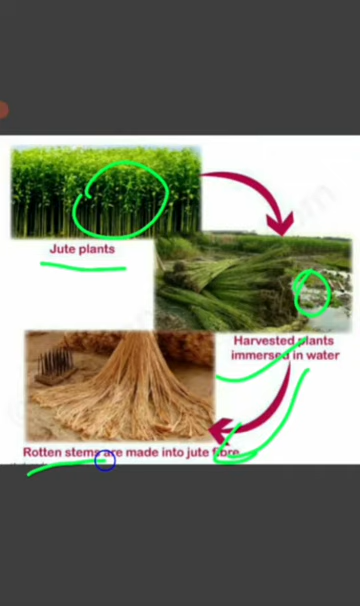 Jute plants
Harvested plants
immersed in water
Rotten stems are made into jute fibre